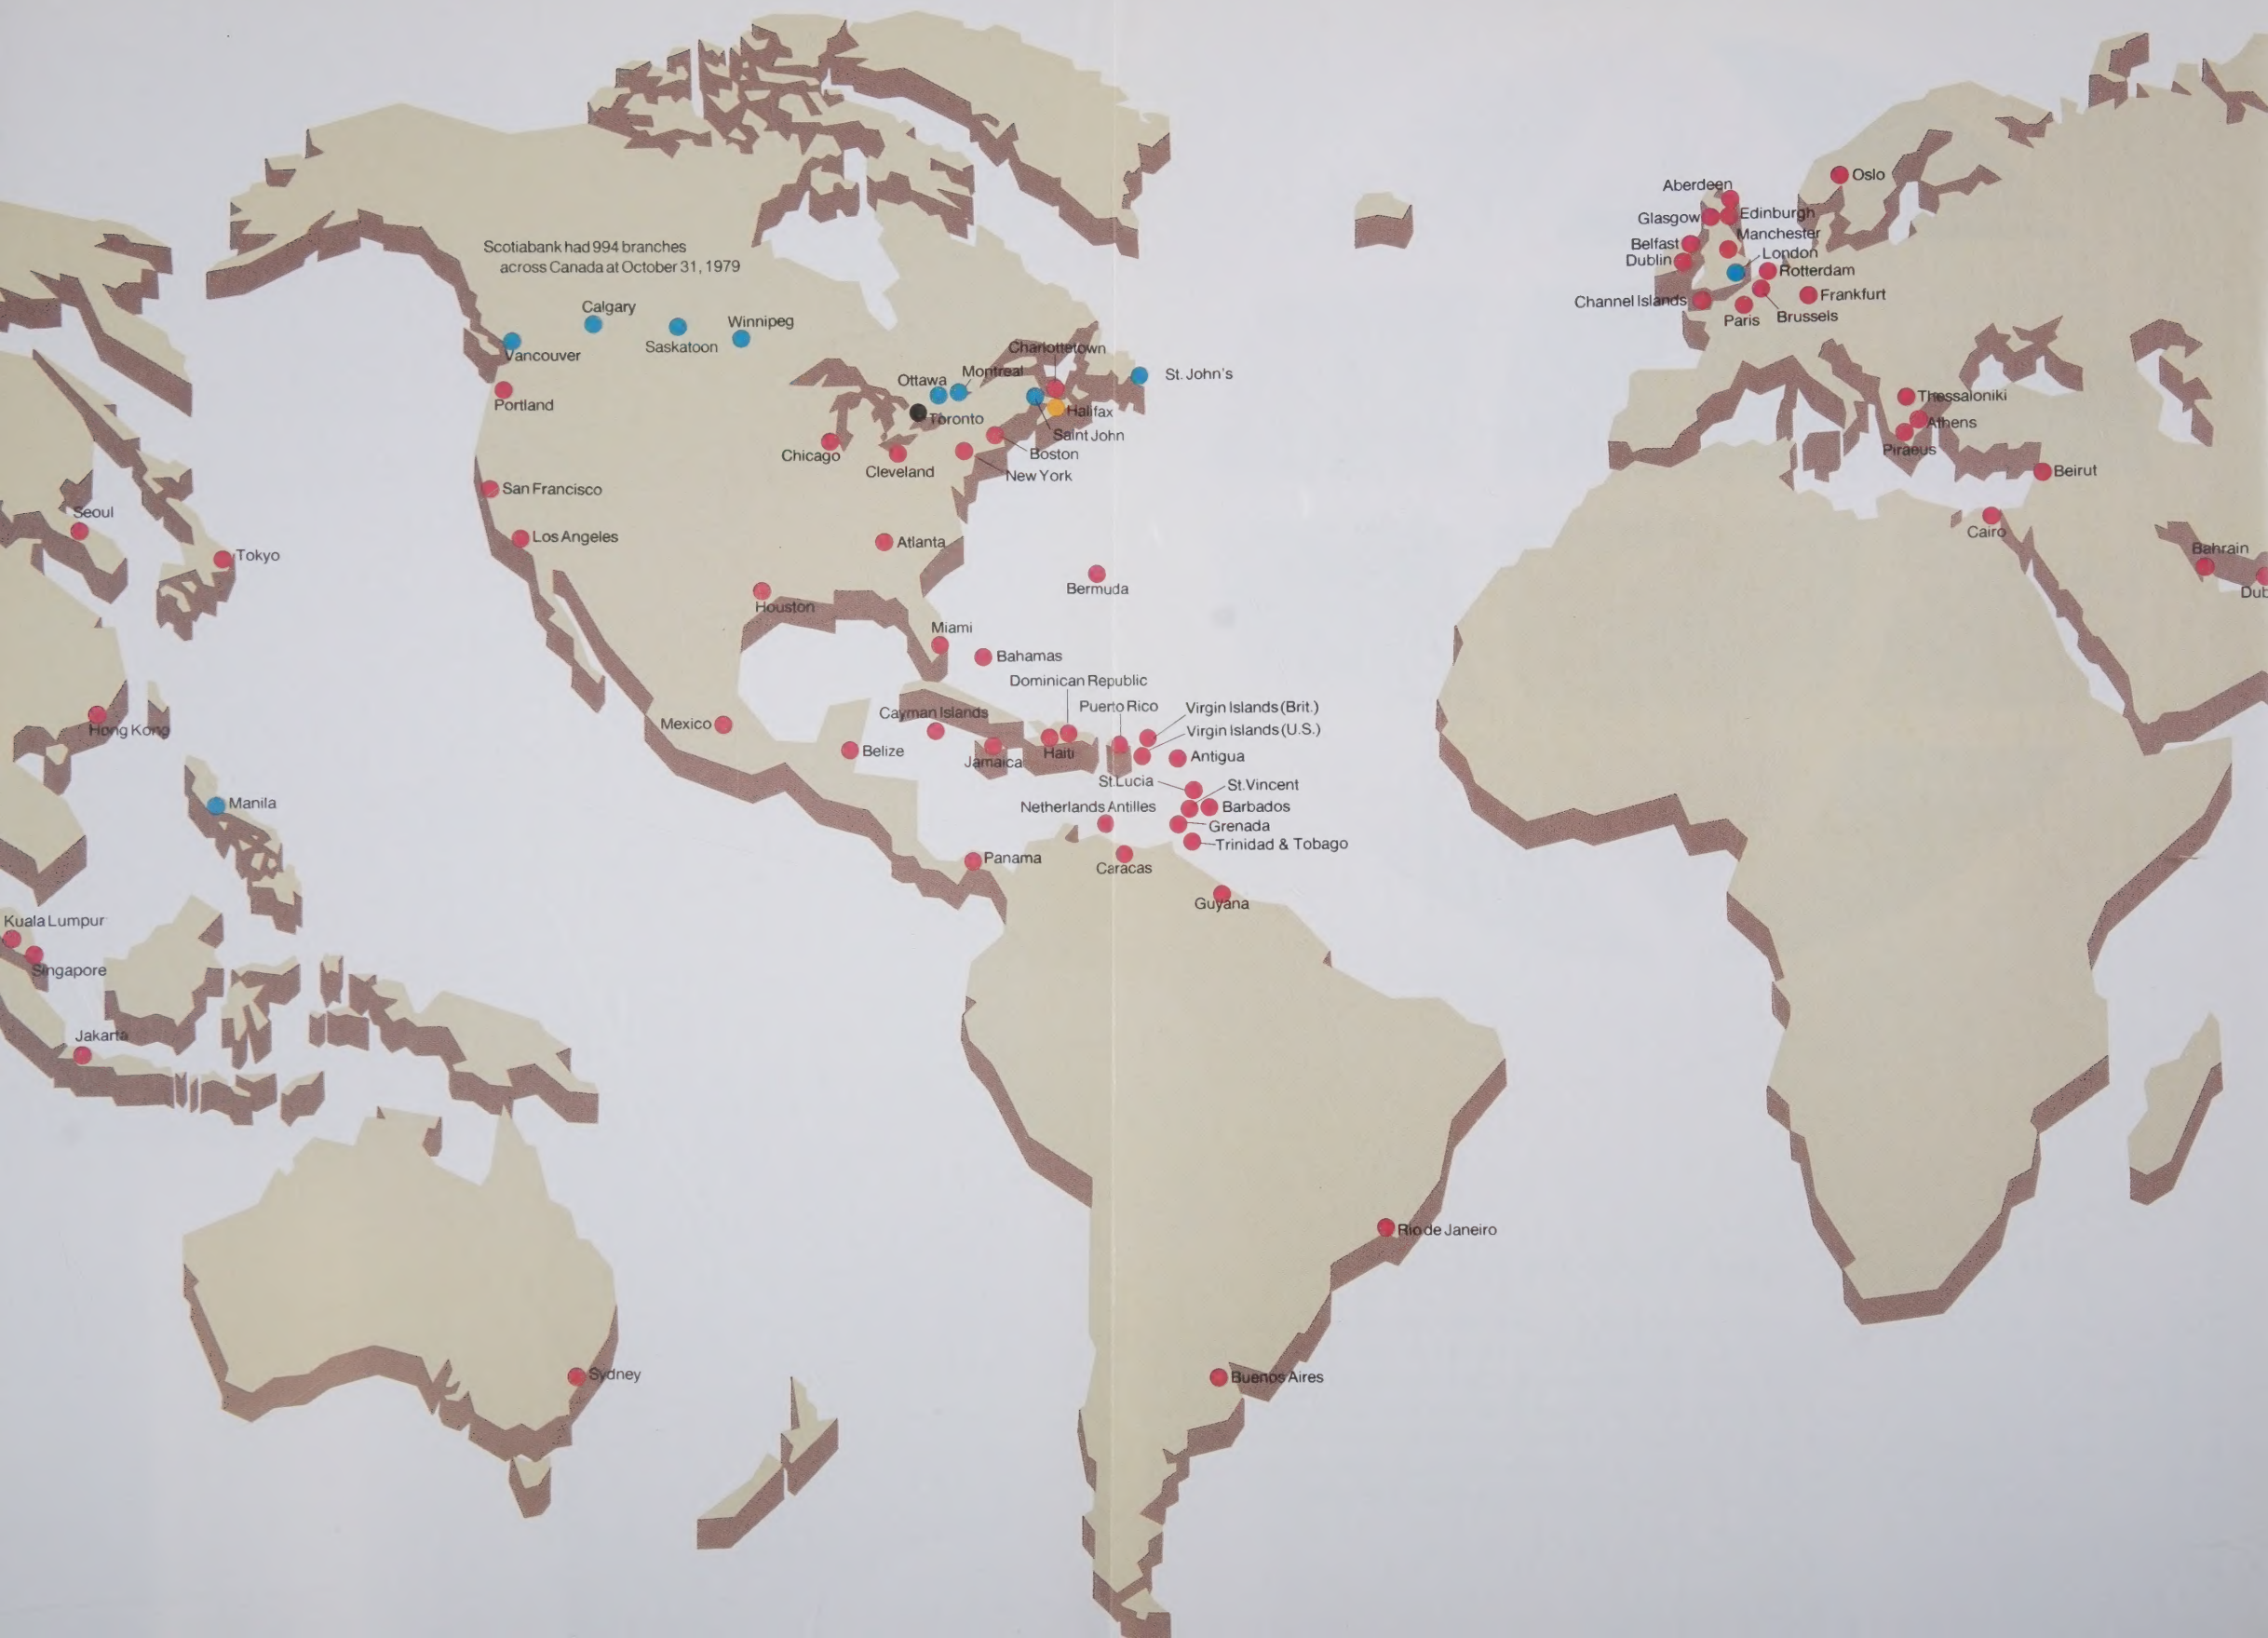 Scotiabank had 994 branches
across Canada at October 31, 1979
Calgary
Saskatoon
Winnipeg
Vancouver
Portland
Ottawa
Montreal
Charlottetown
St. John's
Toronto
Halifax
Saint John
Chicago
Cleveland
Boston
New York
San Francisco
Los Angeles
Atlanta
Houston
Bermuda
Miami
Bahamas
Dominican Republic
Puerto Rico
Virgin Islands (Brit.)
Virgin Islands (U.S.)
Cayman Islands
Mexico
Belize
Jamaica
Haiti
Antigua
St. Lucia
St. Vincent
Netherlands Antilles
Barbados
Grenada
Trinidad & Tobago
Panama
Caracas
Guyana
Rio de Janeiro
Buenos Aires
Seoul
Tokyo
Hong Kong
Manila
Kuala Lumpur
Singapore
Jakarta
Sydney
Oslo
Aberdeen
Glasgow
Edinburgh
Belfast
Manchester
Dublin
London
Rotterdam
Channel Islands
Frankfurt
Paris
Brussels
Thessaloniki
Athens
Piraeus
Beirut
Cairo
Bahrain
Dub